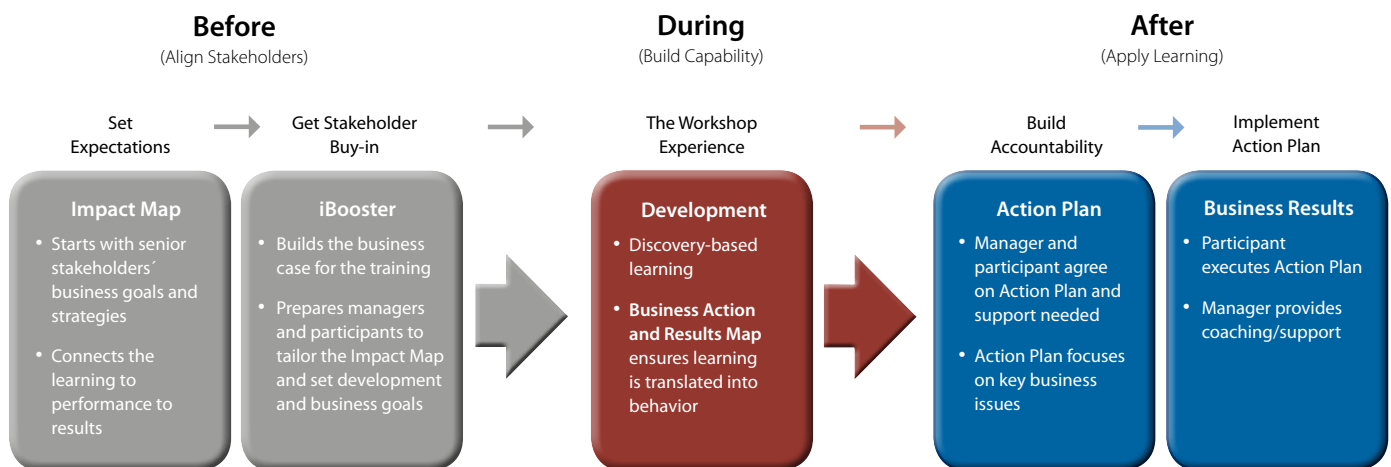 Before
(Align Stakeholders)
During
(Build Capability)
After
(Apply Learning)
Set
Expectations
Get Stakeholder
Buy-in
The Workshop
Experience
Build
Accountability
Implement
Action Plan
Impact Map
• Starts with senior
stakeholders´
business goals and
strategies
• Connects the
learning to
performance to
results
iBooster
• Builds the business
case for the training
• Prepares managers
and participants to
tailor the Impact Map
and set development
and business goals
Development
• Discovery-based
learning
• Business Action
and Results Map
ensures learning
is translated into
behavior
Action Plan
• Manager and
participant agree
on Action Plan and
support needed
• Action Plan focuses
on key business
issues
Business Results
• Participant
executes Action Plan
• Manager provides
coaching/support